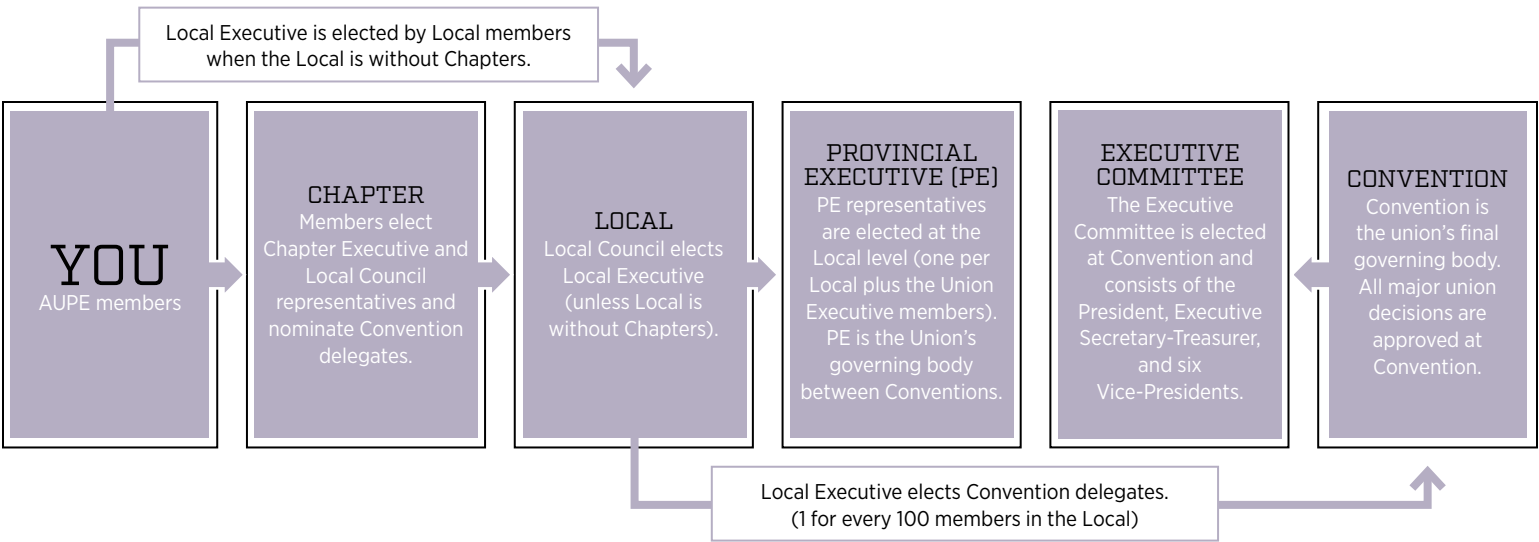 Local Executive is elected by Local members
when the Local is without Chapters.
YOU
AUPE members
CHAPTER
Members elect
Chapter Executive and
Local Council
representatives and
nominate Convention
delegates.
LOCAL
Local Council elects
Local Executive
(unless Local is
without Chapters).
PROVINCIAL
EXECUTIVE (PE)
PE representatives
are elected at the
Local level (one per
Local plus the Union
Executive members).
PE is the Union’s
governing body
between Conventions.
EXECUTIVE
COMMITTEE
The Executive
Committee is elected
at Convention and
consists of the
President, Executive
Secretary-Treasurer,
and six
Vice-Presidents.
CONVENTION
Convention is
the union’s final
governing body.
All major union
decisions are
approved at
Convention.
Local Executive elects Convention delegates.
(1 for every 100 members in the Local)